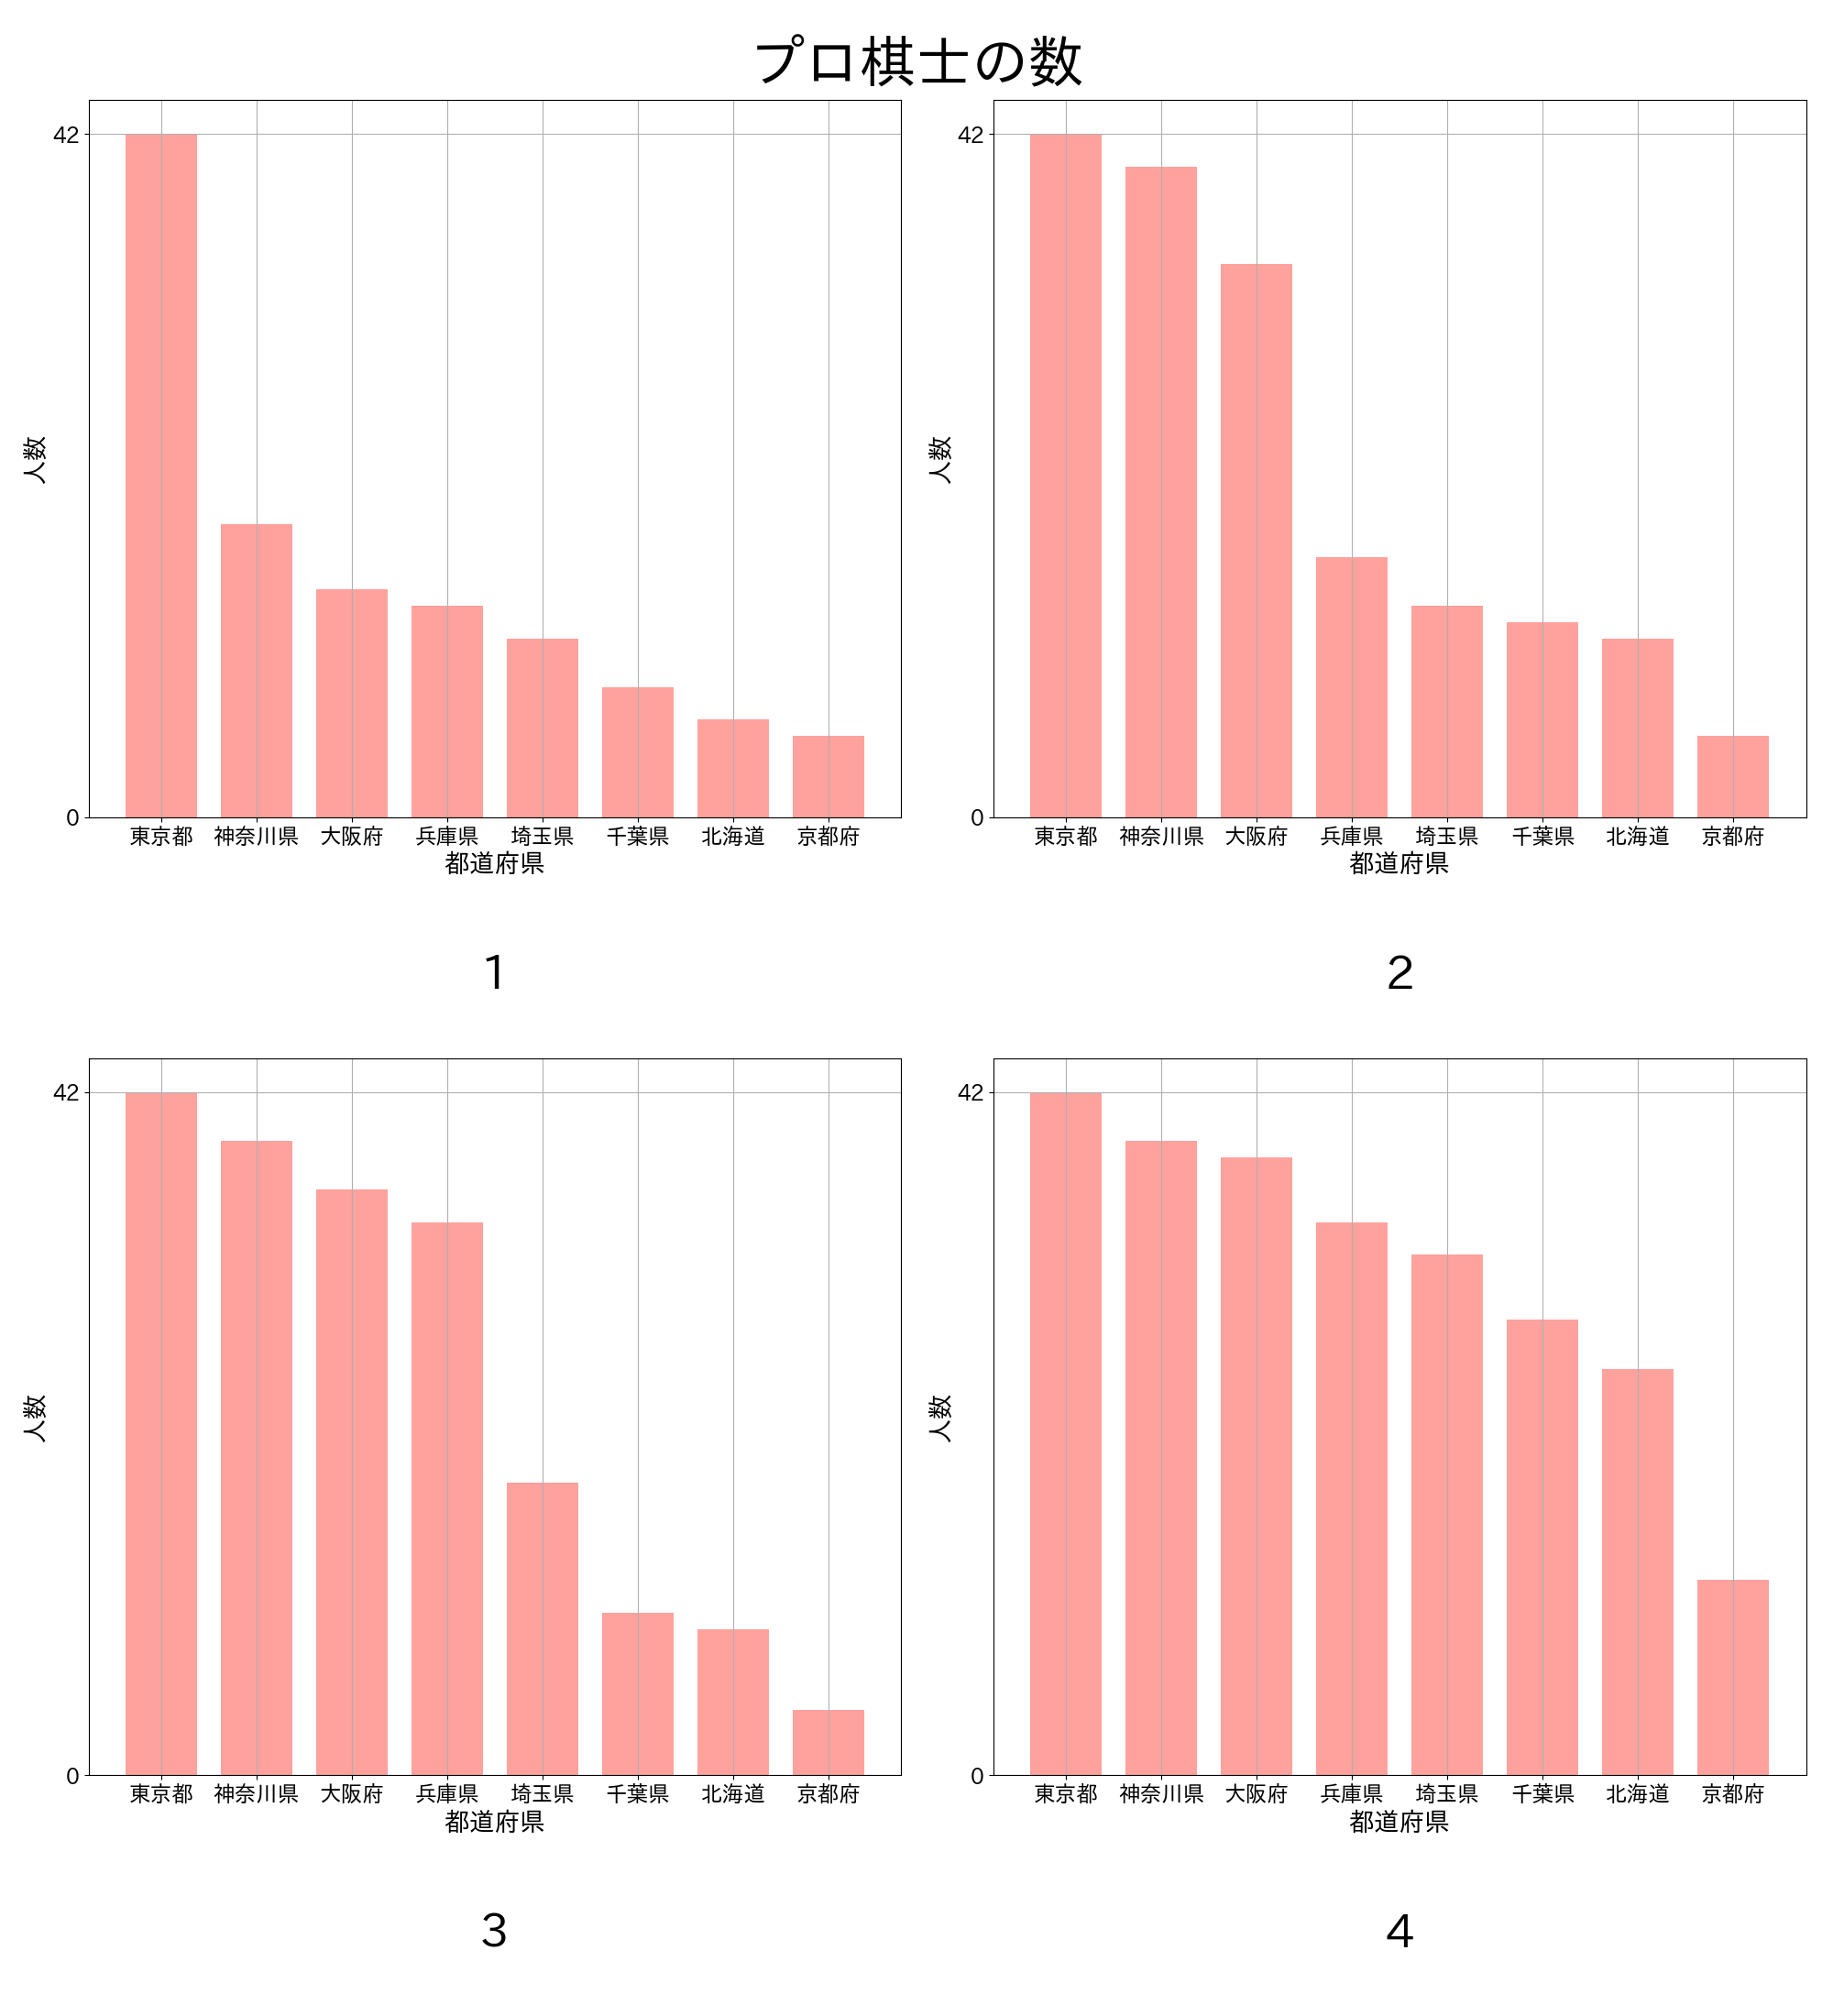 プロ棋士の数
42
0
人数
東京都 神奈川県 大阪府 兵庫県 埼玉県 千葉県 北海道 京都府
都道府県
1
42
0
人数
東京都 神奈川県 大阪府 兵庫県 埼玉県 千葉県 北海道 京都府
都道府県
2
42
0
人数
東京都 神奈川県 大阪府 兵庫県 埼玉県 千葉県 北海道 京都府
都道府県
3
42
0
人数
東京都 神奈川県 大阪府 兵庫県 埼玉県 千葉県 北海道 京都府
都道府県
4